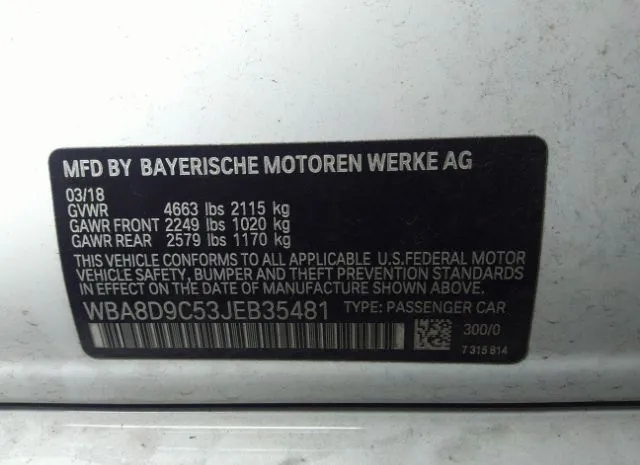 MFD BY BAYERISCHE MOTOREN WERKE AG
03/18
GVWR 4663 lbs 2115 kg
GAWR FRONT 2249 lbs 1020 kg
GAWR REAR 2579 lbs 1170 kg
THIS VEHICLE CONFORMS TO ALL APPLICABLE U.S.FEDERAL MOTOR
VEHICLE SAFETY, BUMPER AND THEFT PREVENTION STANDARDS
IN EFFECT ON THE DATE OF MANUFACTURE SHOWN ABOVE.
WBA8D9C53JEB35481 TYPE: PASSENGER CAR
300/0
7 315 814